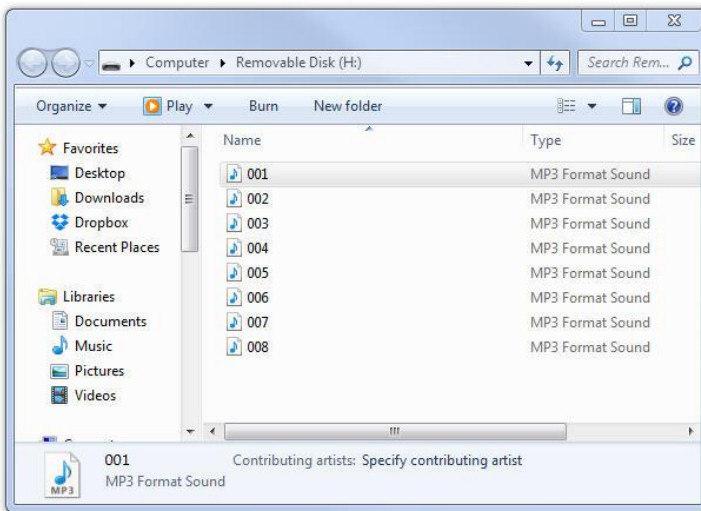 Computer Removable Disk (H:) Search Rem...
Organize Play Burn New folder
Name Type Size
Favorites
Desktop
Downloads
Dropbox
Recent Places
Libraries
Documents
Music
Pictures
Videos
001 MP3 Format Sound
002 MP3 Format Sound
003 MP3 Format Sound
004 MP3 Format Sound
005 MP3 Format Sound
006 MP3 Format Sound
007 MP3 Format Sound
008 MP3 Format Sound
001 Contributing artists: Specify contributing artist
MP3 Format Sound
MP3